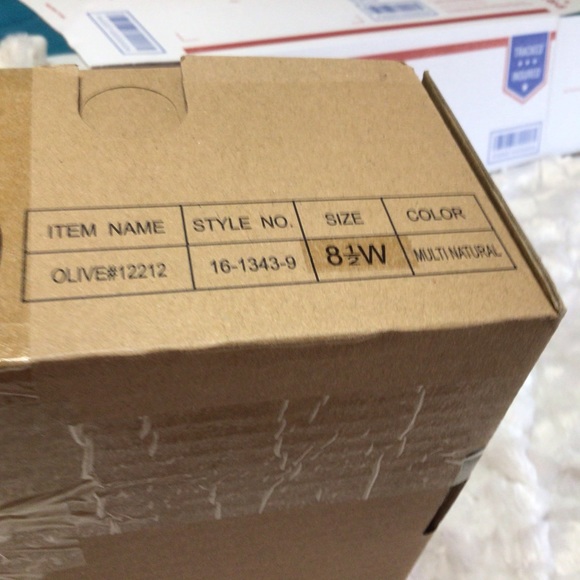 TRACKED
INSURED
ITEM NAME STYLE NO. SIZE COLOR
OLIVE#12212 16-1343-9 8½W MULTI NATURAL